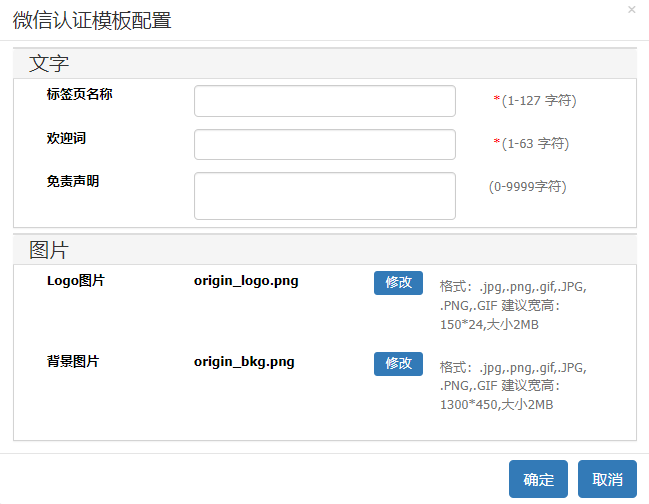 微信认证模板配置 ×
文字
标签页名称 *(1-127 字符)
欢迎词 *(1-63 字符)
免责声明 (0-9999字符)
图片
Logo图片 origin_logo.png 修改 格式：.jpg,.png,.gif,.JPG,
.PNG,.GIF 建议宽高:
150*24,大小2MB
背景图片 origin_bkg.png 修改 格式：.jpg,.png,.gif,.JPG,
.PNG,.GIF 建议宽高:
1300*450,大小2MB
确定 取消